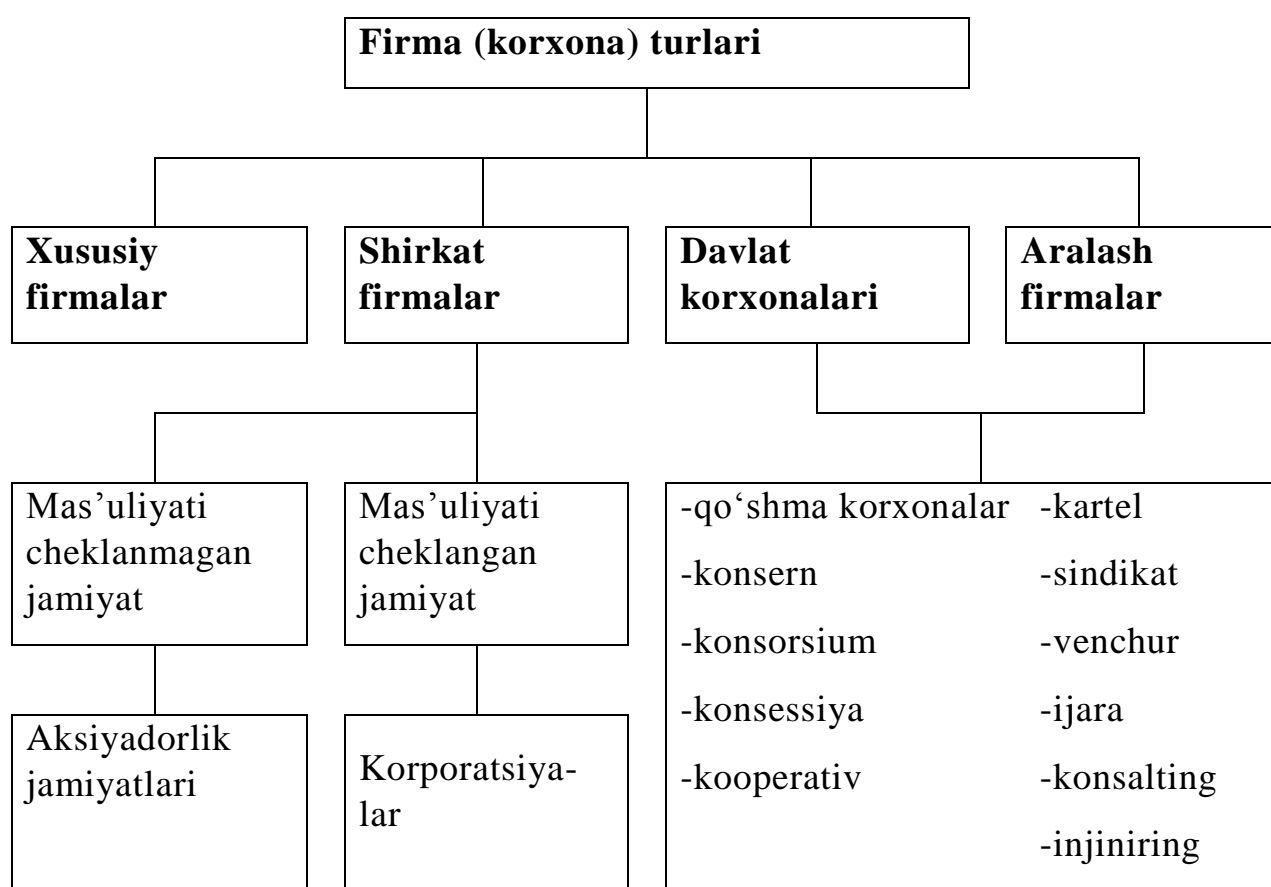 Firma (korxona) turlari
Xususiy
firmalar
Shirkat
firmalar
Davlat
korxonalari
Aralash
firmalar
Mas’uliyati
cheklanmagan
jamiyat
Mas’uliyati
cheklangan
jamiyat
-qo‘shma korxonalar
-konsern
-konsorsium
-konsessiya
-kooperativ
-kartel
-sindikat
-venchur
-ijara
-konsalting
-injiniring
Aksiyadorlik
jamiyatlari
Korporatsiya-
lar